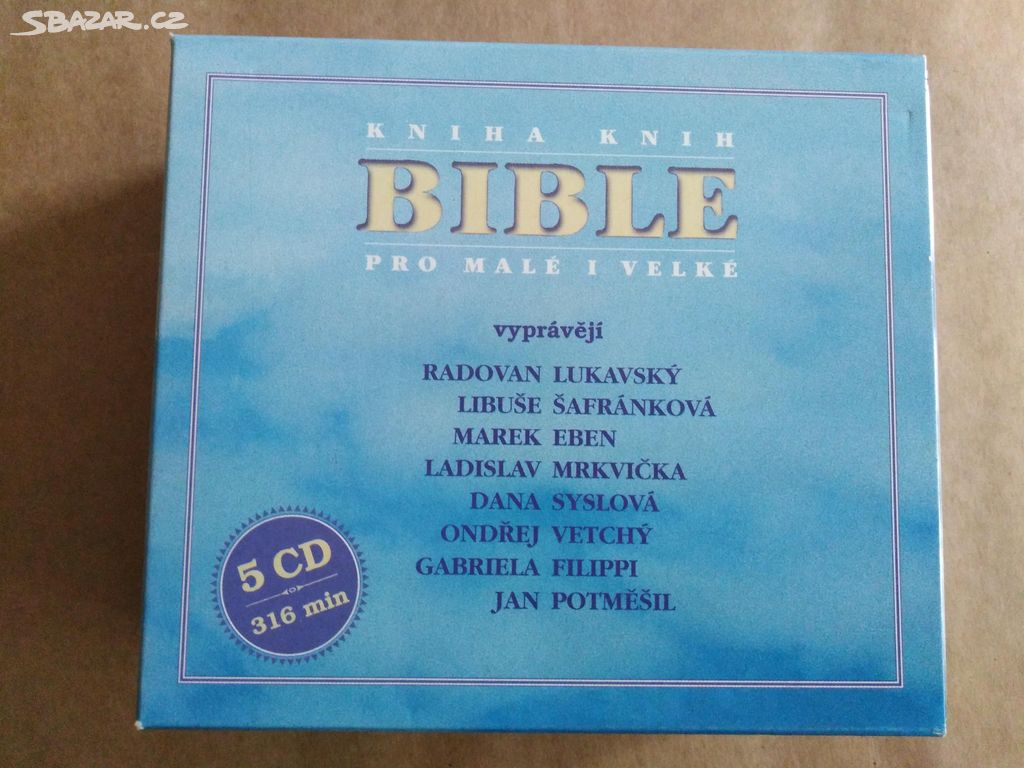 SBAZAR.CZ
KNIHA KNIH
BIBLE
PRO MALÉ I VELKÉ
vyprávějí
RADOVAN LUKAVSKÝ
LIBUŠE ŠAFRÁNKOVÁ
MAREK EBEN
LADISLAV MRKVIČKA
DANA SYSLOVÁ
ONDŘEJ VETCHÝ
GABRIELA FILIPPI
JAN POTMĚŠIL
5 CD
316 min